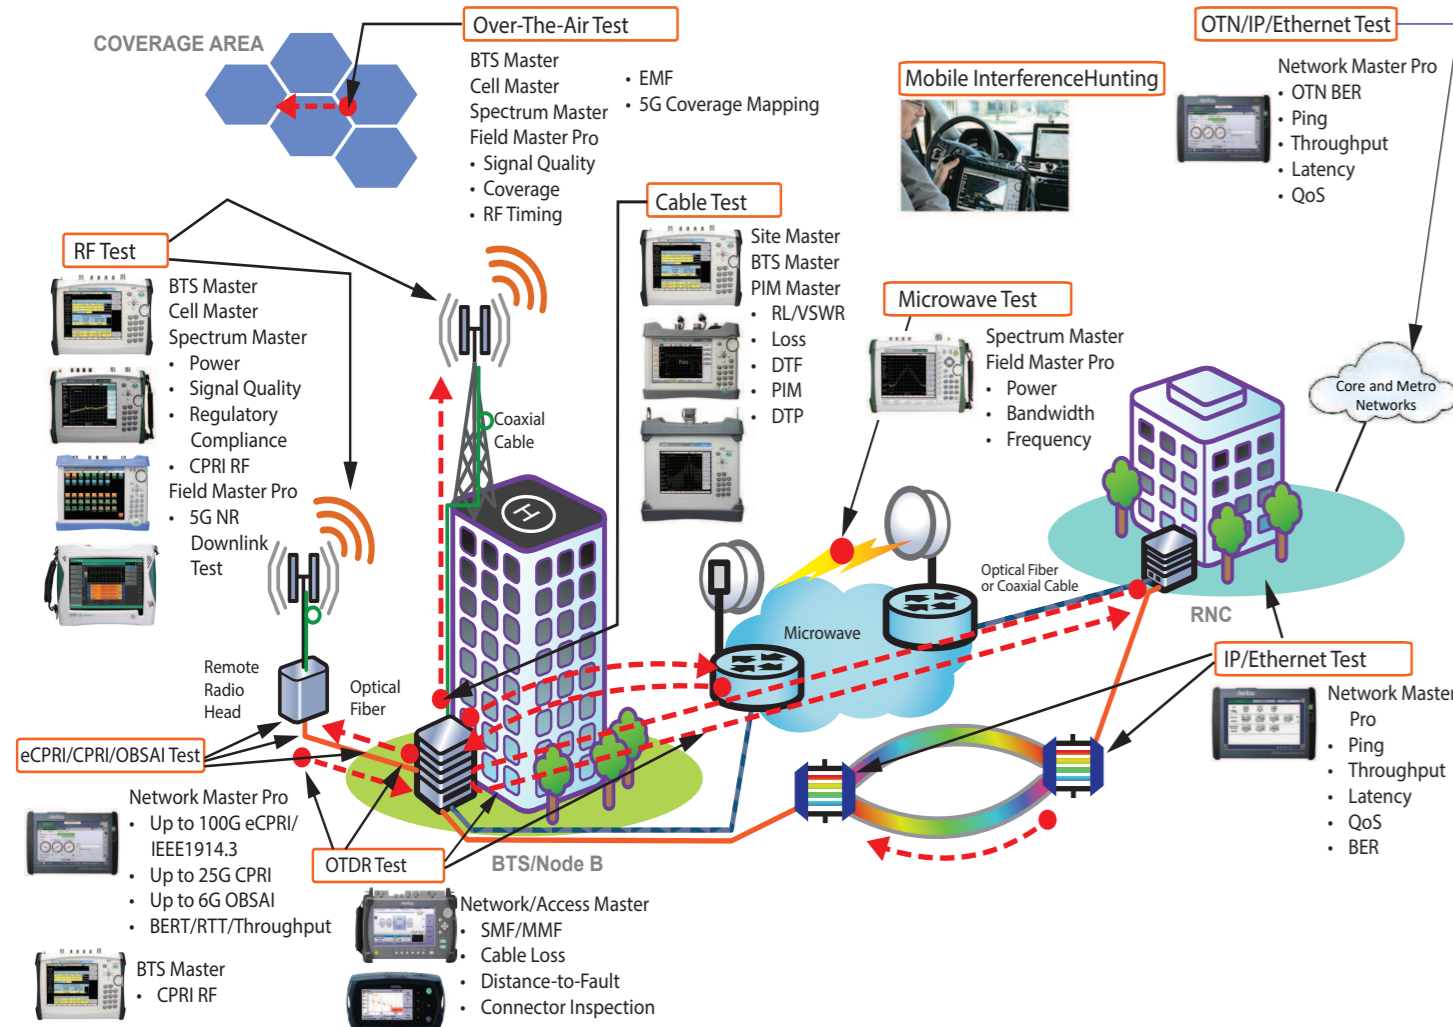 COVERAGE AREA
Over-The-Air Test
BTS Master
Cell Master
Spectrum Master
Field Master Pro
• Signal Quality
• Coverage
• RF Timing
• EMF
• 5G Coverage Mapping
Mobile InterferenceHunting
OTN/IP/Ethernet Test
Network Master Pro
• OTN BER
• Ping
• Throughput
• Latency
• QoS
RF Test
BTS Master
Cell Master
Spectrum Master
• Power
• Signal Quality
• Regulatory
Compliance
• CPRI RF
Field Master Pro
• 5G NR
Downlink
Test
Cable Test
Site Master
BTS Master
PIM Master
• RL/VSWR
• Loss
• DTF
• PIM
• DTP
Microwave Test
Spectrum Master
Field Master Pro
• Power
• Bandwidth
• Frequency
Core and Metro
Networks
Coaxial
Cable
H
Optical Fiber
or Coaxial Cable
Microwave
RNC
Remote
Radio
Head
Optical
Fiber
IP/Ethernet Test
Network Master
Pro
• Ping
• Throughput
• Latency
• QoS
• BER
eCPRI/CPRI/OBSAI Test
Network Master Pro
• Up to 100G eCPRI/
IEEE1914.3
• Up to 25G CPRI
• Up to 6G OBSAI
• BERT/RTT/Throughput
BTS Master
• CPRI RF
OTDR Test
BTS/Node B
Network/Access Master
• SMF/MMF
• Cable Loss
• Distance-to-Fault
• Connector Inspection